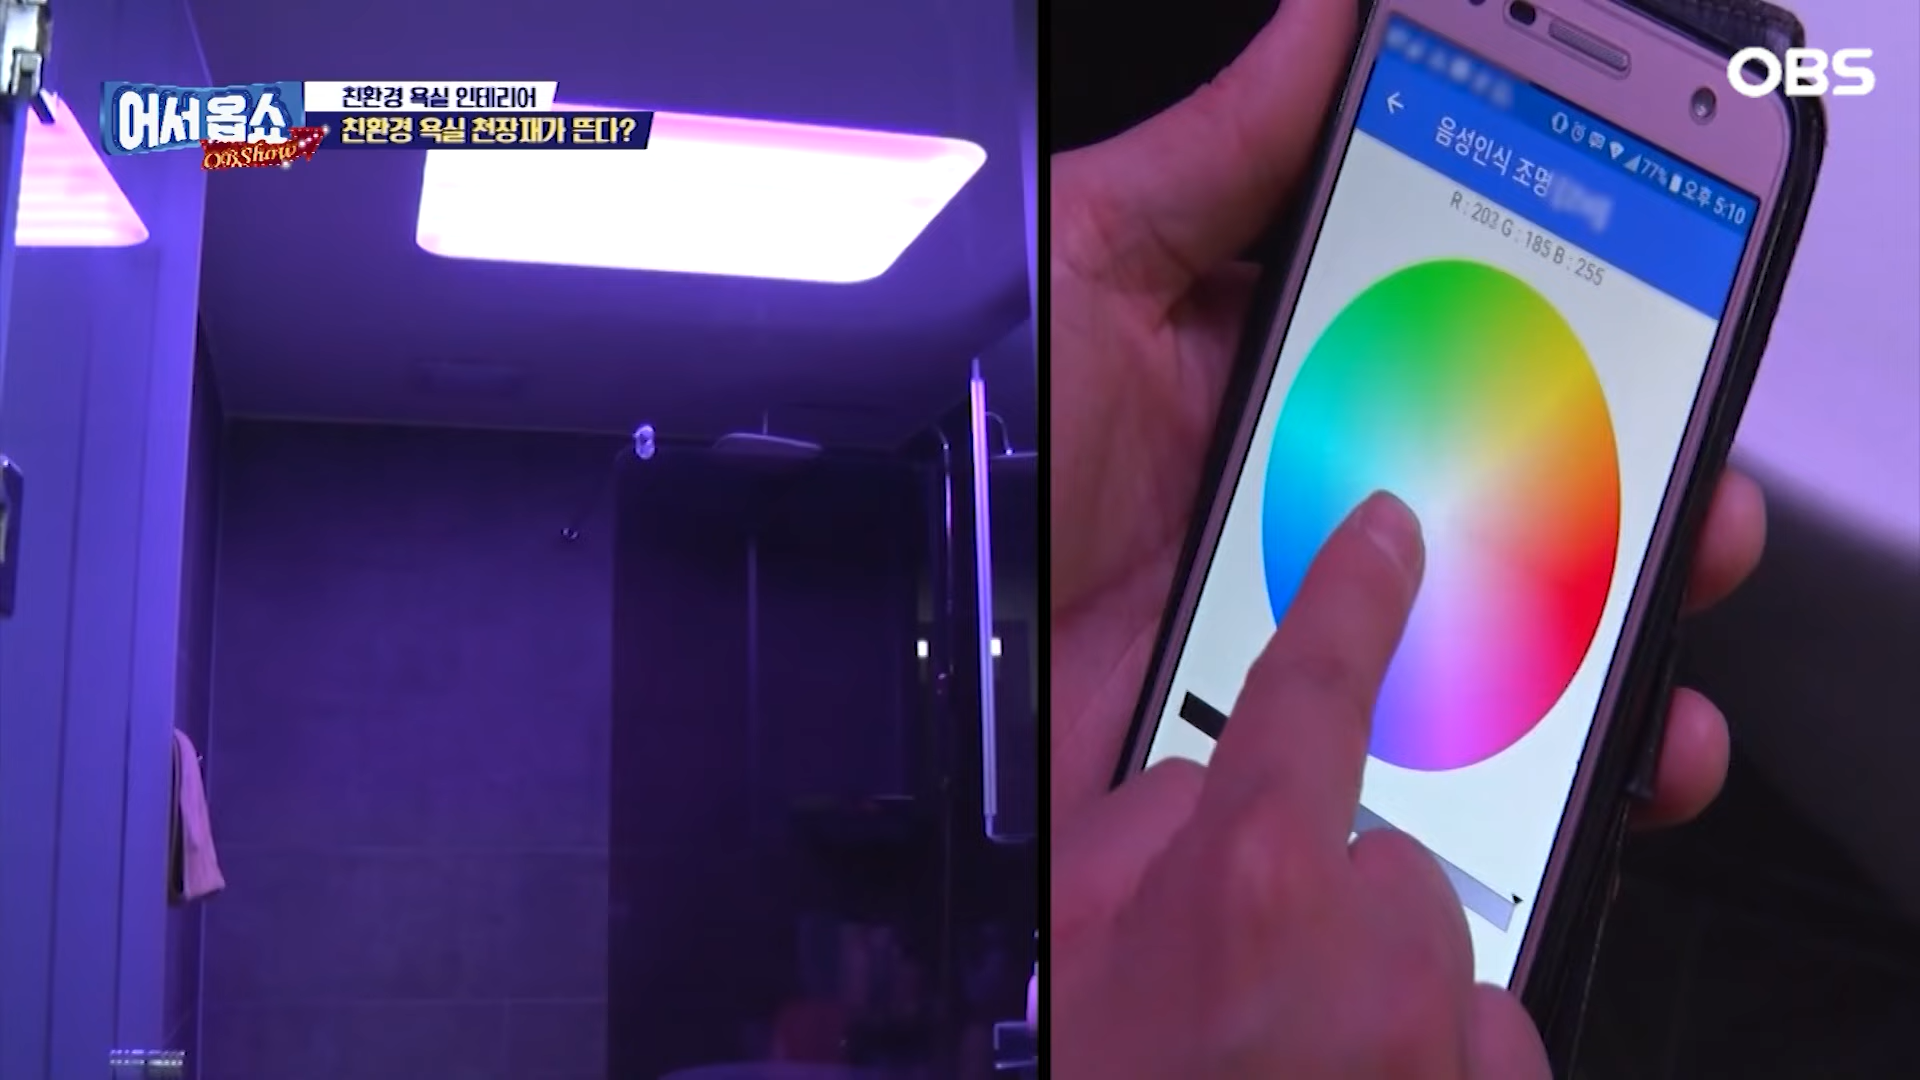 어서옵쇼
OBShow
친환경 욕실 인테리어
친환경 욕실 천장재가 뜬다?
OBS
77% 오후 5:10
음성인식 조명
R : 203 G : 185 B : 255